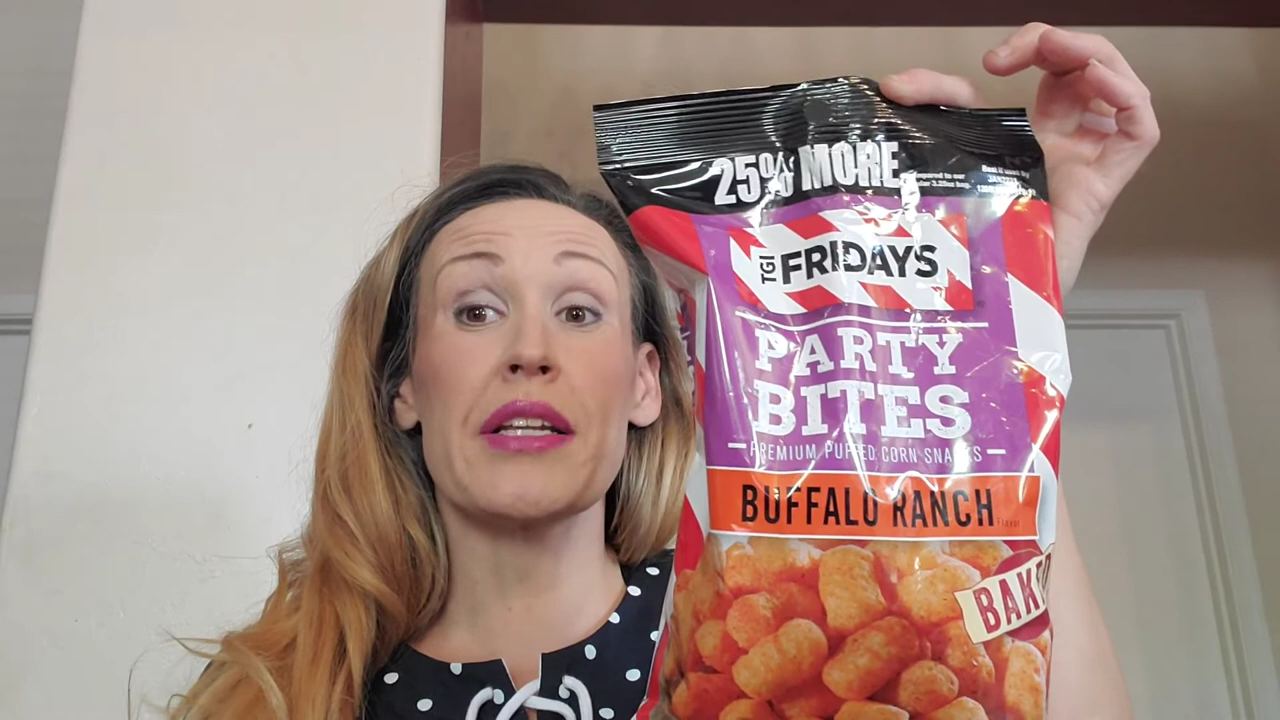 25% MORE
TGI FRIDAYS
PARTY
BITES
PREMIUM PUFFED CORN SNACKS
BUFFALO RANCH